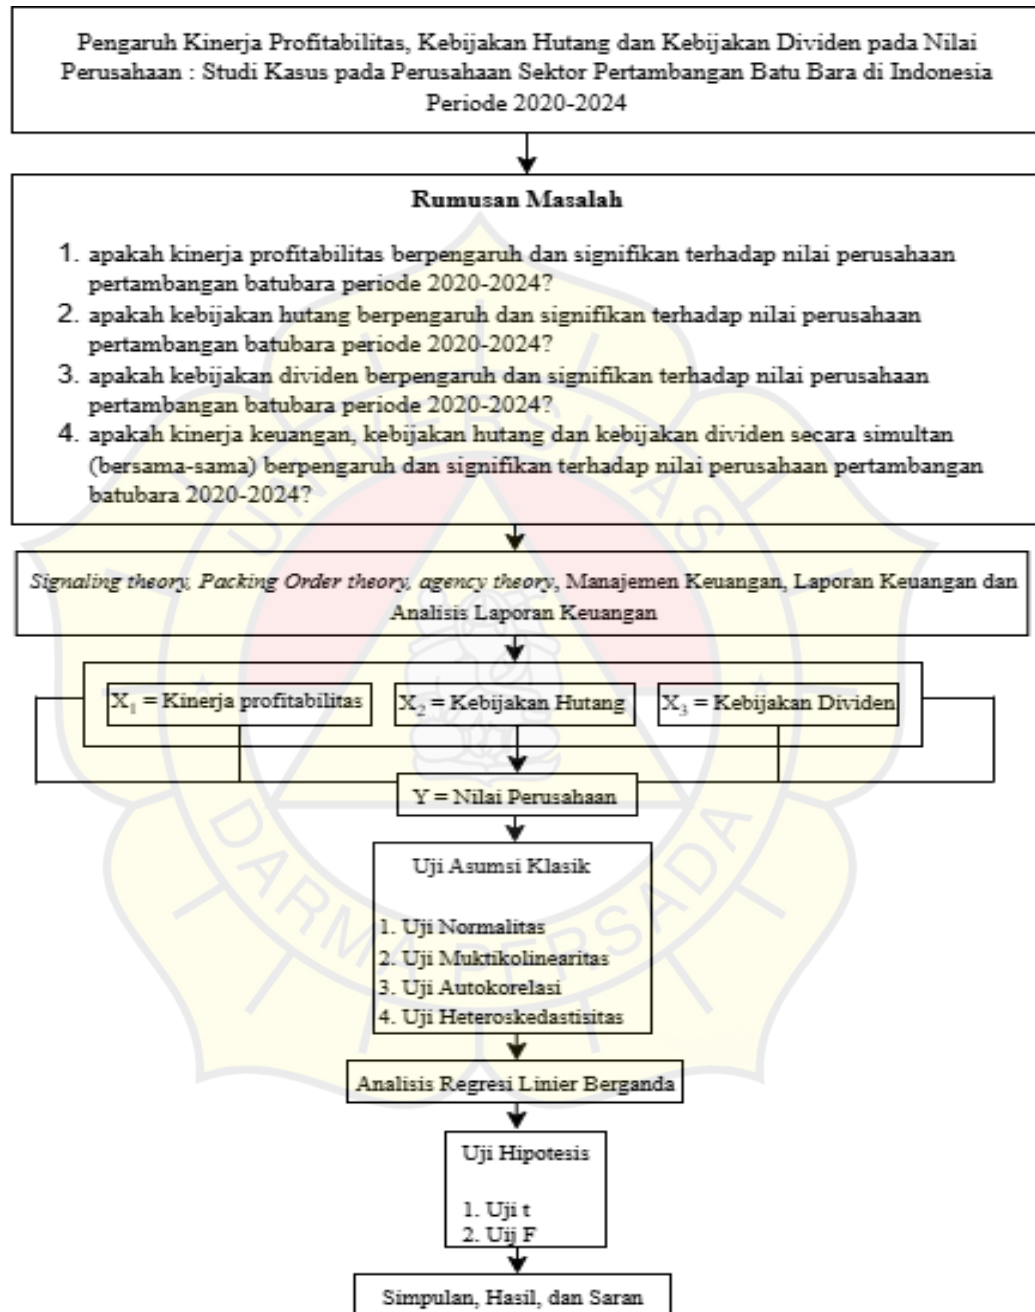 Pengaruh Kinerja Profitabilitas, Kebijakan Hutang dan Kebijakan Dividen pada Nilai
Perusahaan : Studi Kasus pada Perusahaan Sektor Pertambangan Batu Bara di Indonesia
Periode 2020-2024
Rumusan Masalah
1. apakah kinerja profitabilitas berpengaruh dan signifikan terhadap nilai perusahaan
pertambangan batubara periode 2020-2024?
2. apakah kebijakan hutang berpengaruh dan signifikan terhadap nilai perusahaan
pertambangan batubara periode 2020-2024?
3. apakah kebijakan dividen berpengaruh dan signifikan terhadap nilai perusahaan
pertambangan batubara periode 2020-2024?
4. apakah kinerja keuangan, kebijakan hutang dan kebijakan dividen secara simultan
(bersama-sama) berpengaruh dan signifikan terhadap nilai perusahaan pertambangan
batubara 2020-2024?
Signaling theory, Packing Order theory, agency theory, Manajemen Keuangan, Laporan Keuangan dan
Analisis Laporan Keuangan
X₁ = Kinerja profitabilitas
X₂ = Kebijakan Hutang
X₃ = Kebijakan Dividen
Y = Nilai Perusahaan
Uji Asumsi Klasik
1. Uji Normalitas
2. Uji Muktikolinearitas
3. Uji Autokorelasi
4. Uji Heteroskedastisitas
Analisis Regresi Linier Berganda
Uji Hipotesis
1. Uji t
2. Uij F
Simpulan, Hasil, dan Saran
UNIVERSITAS
DARMA PERSADA